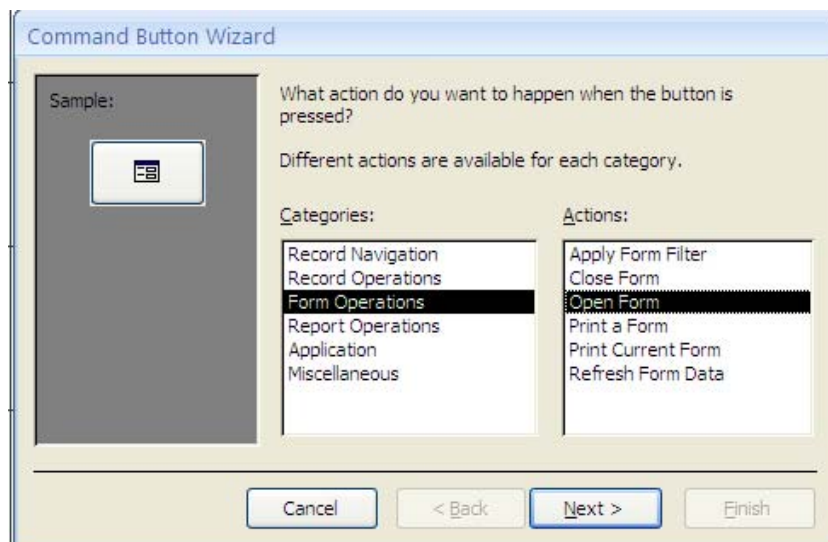 Command Button Wizard
Sample:
What action do you want to happen when the button is
pressed?
Different actions are available for each category.
Categories:
Record Navigation
Record Operations
Form Operations
Report Operations
Application
Miscellaneous
Actions:
Apply Form Filter
Close Form
Open Form
Print a Form
Print Current Form
Refresh Form Data
Cancel
< Back
Next >
Finish